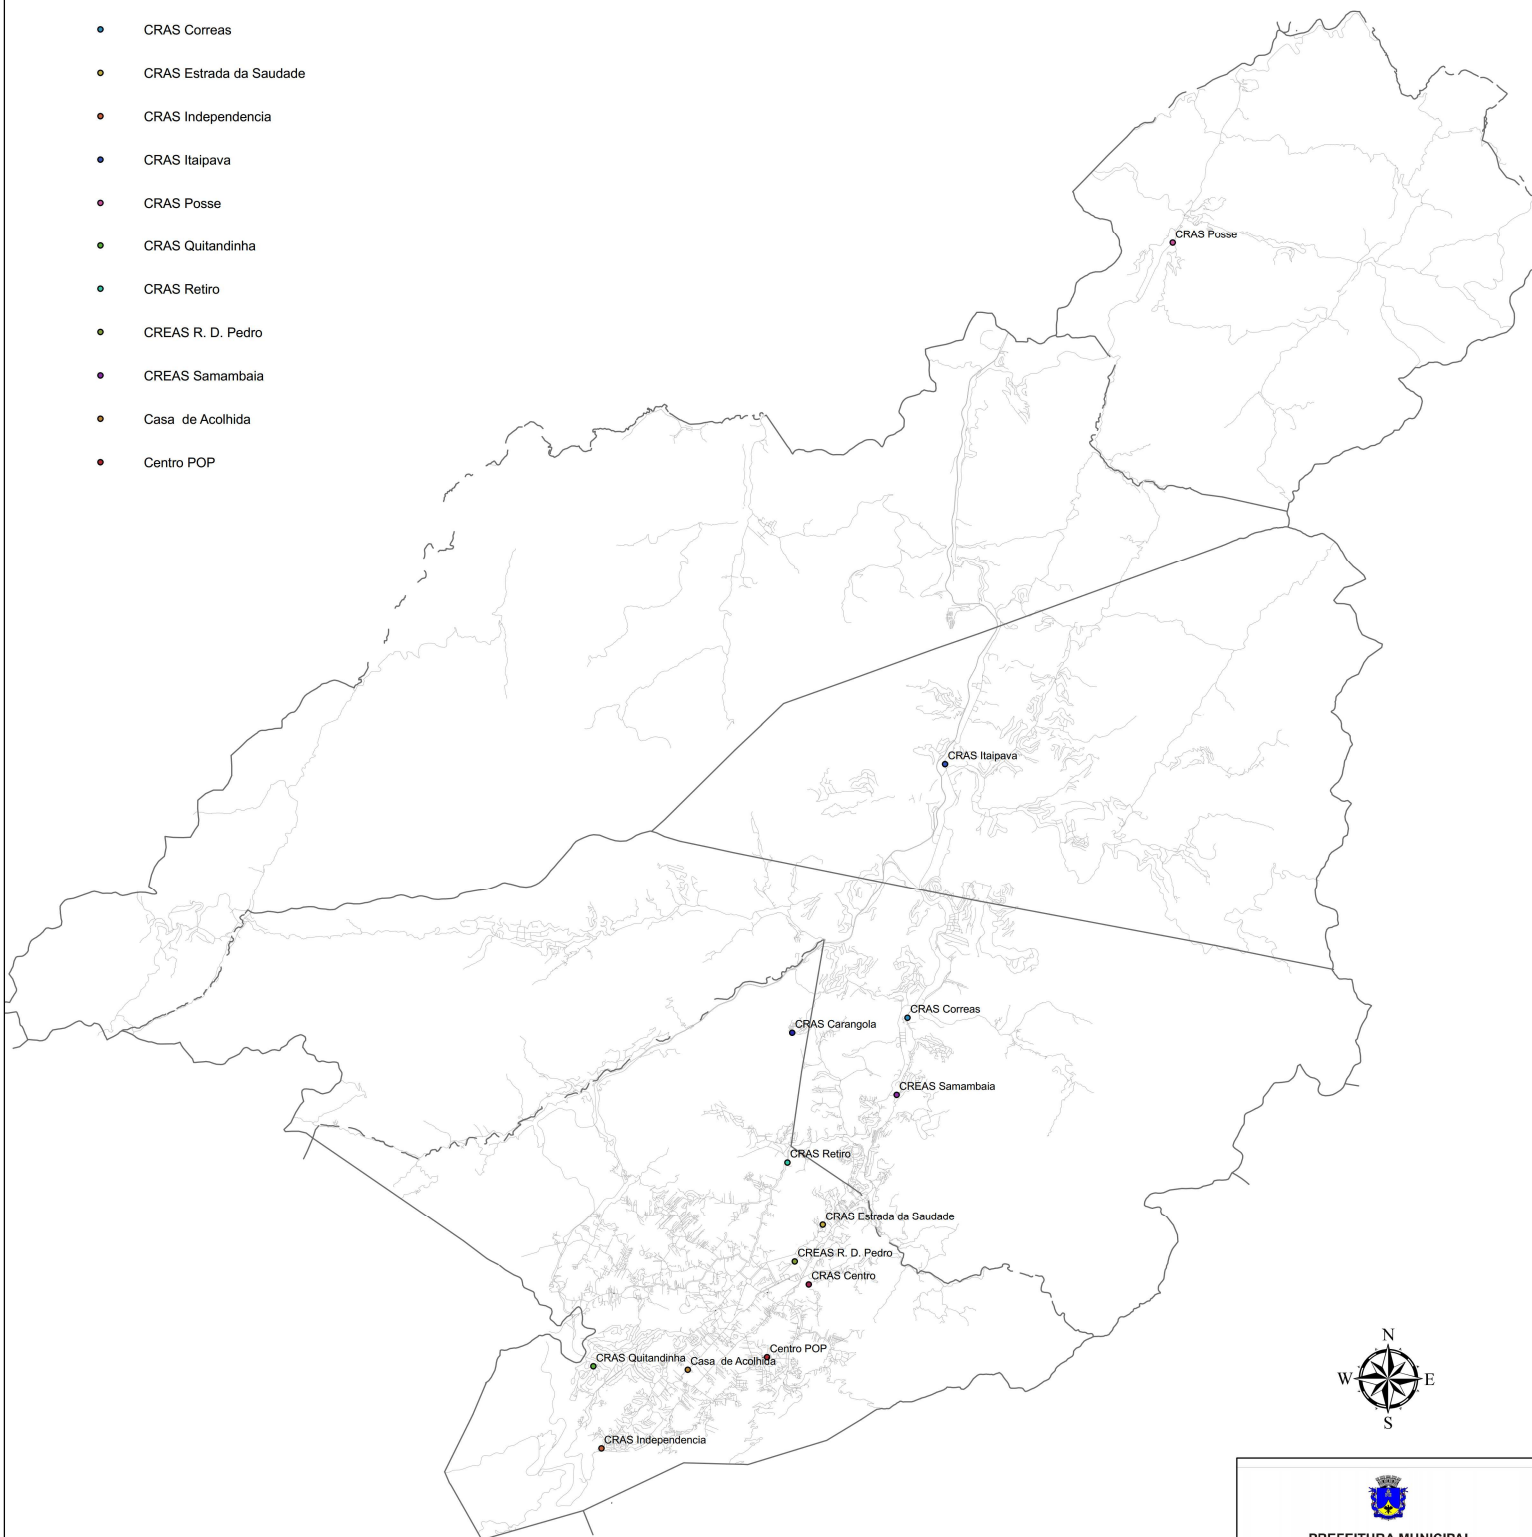 CRAS Correas
CRAS Estrada da Saudade
CRAS Independencia
CRAS Itaipava
CRAS Posse
CRAS Quitandinha
CRAS Retiro
CREAS R. D. Pedro
CREAS Samambaia
Casa  de Acolhida
Centro POP
CRAS Posse
CRAS Itaipava
CRAS Correas
CRAS Carangola
CREAS Samambaia
CRAS Retiro
CRAS Estrada da Saudade
CREAS R. D. Pedro
CRAS Centro
Centro POP
CRAS Quitandinha
Casa  de Acolhida
CRAS Independencia
N
W E
S
PREFEITURA MUNICIPAL